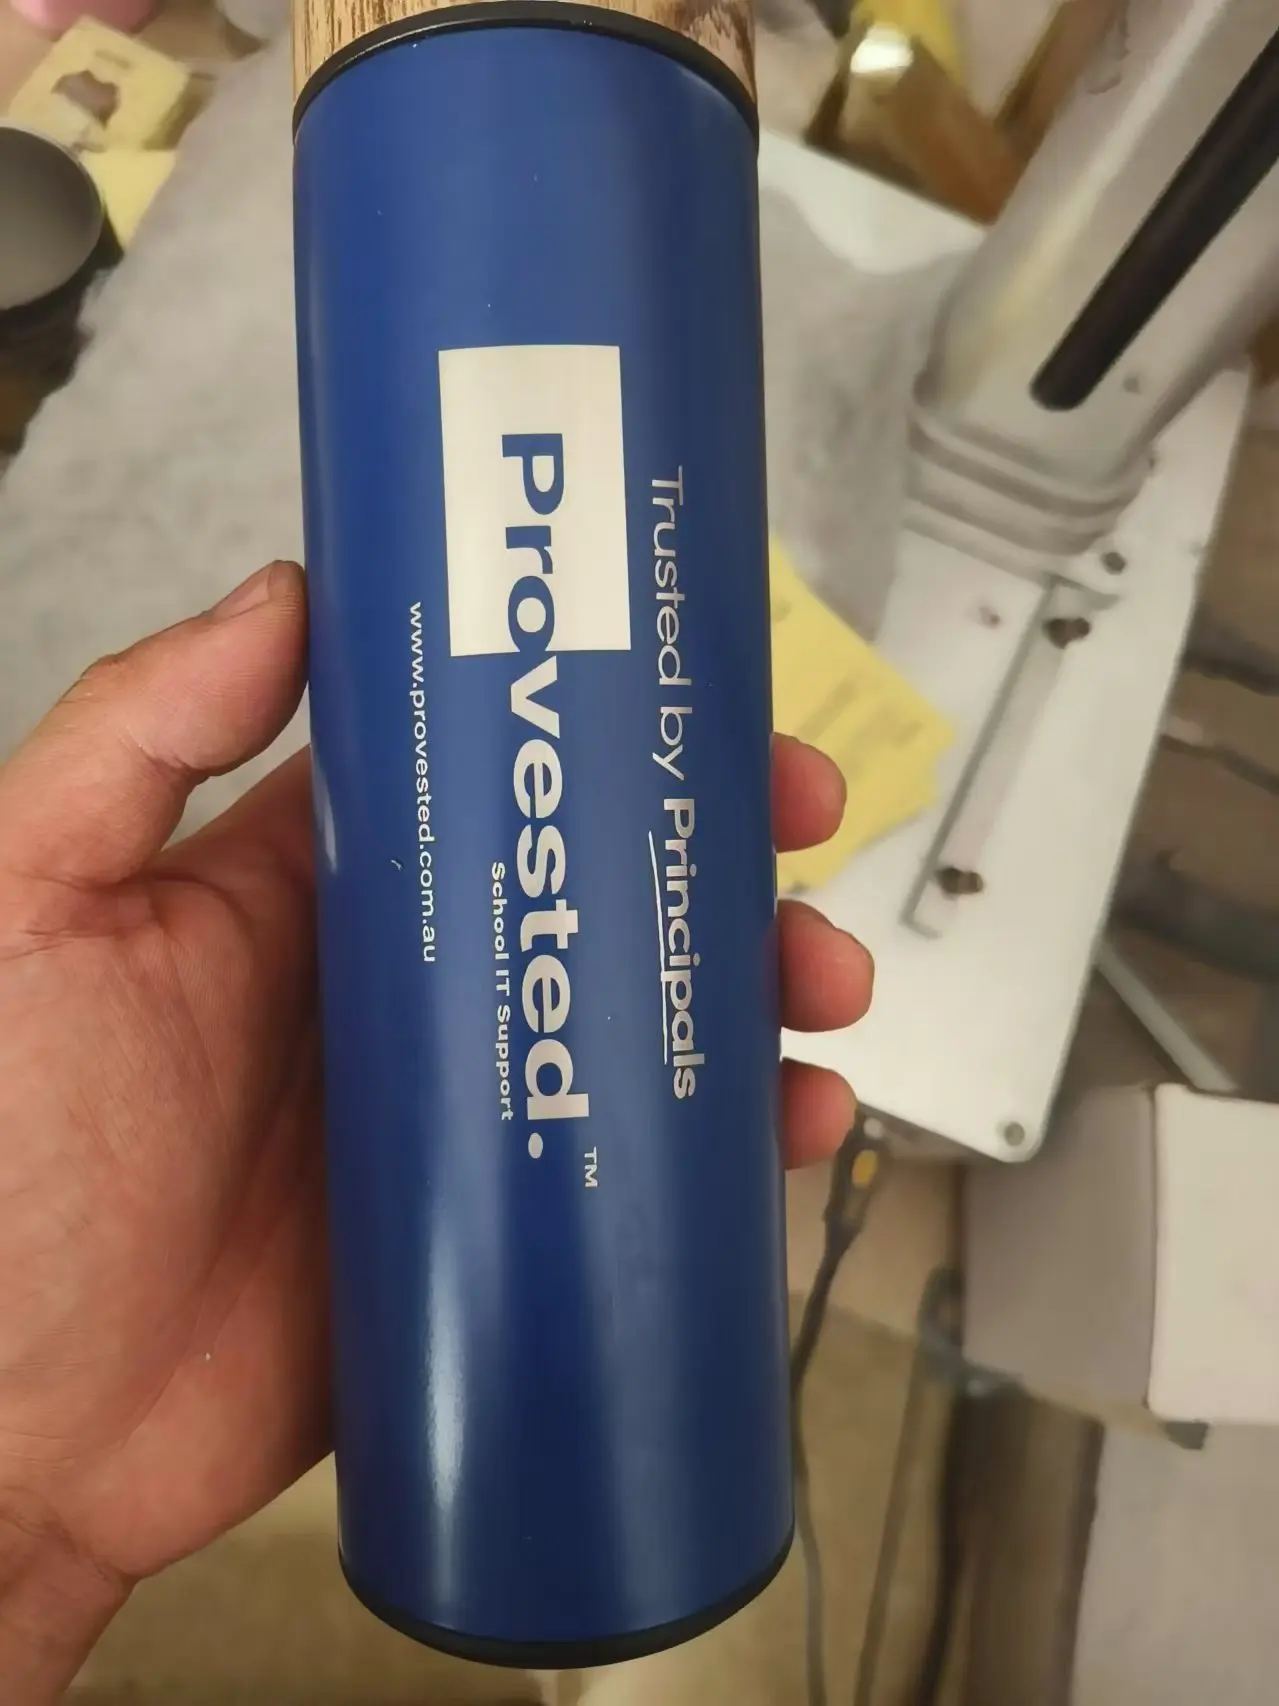 Trusted by Principals
Provested.™
School IT Support
www.provested.com.au